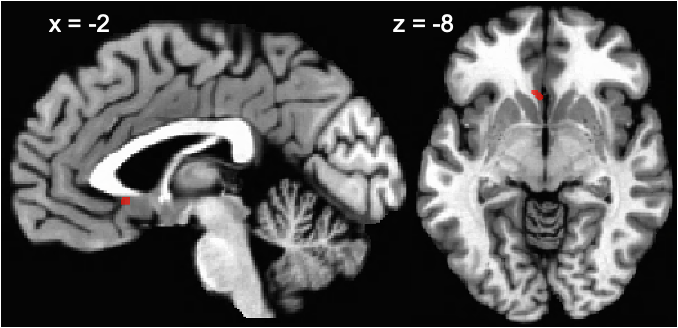 x = -2
z = -8